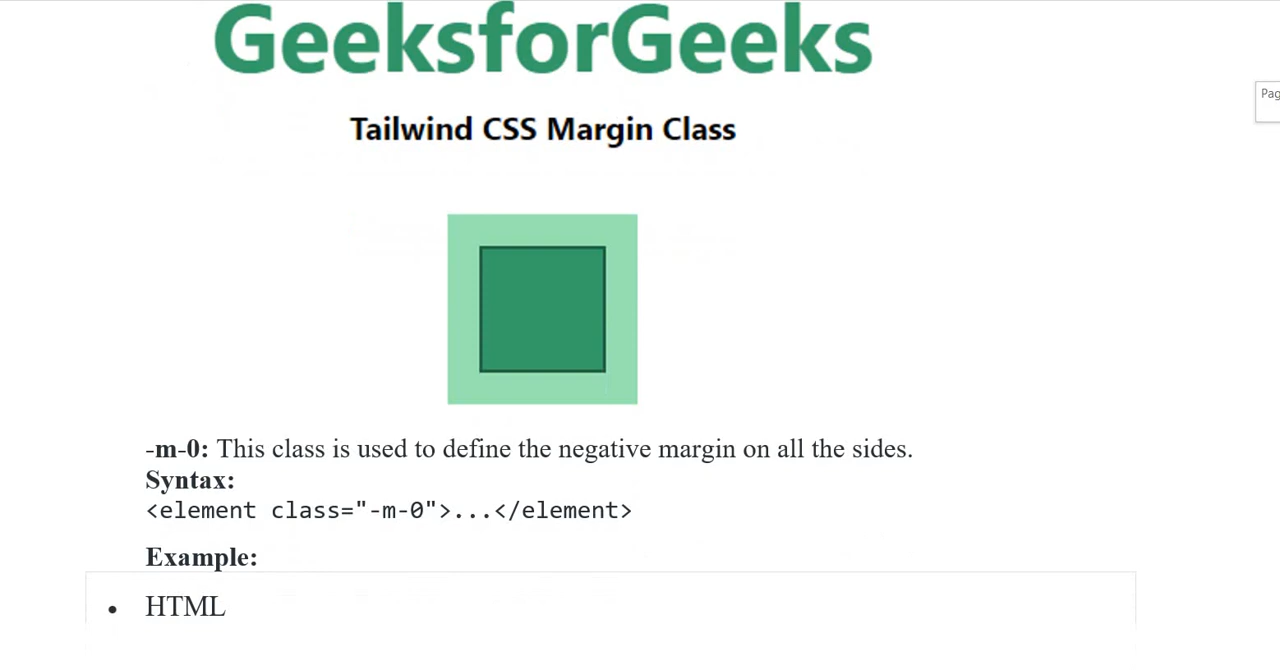 GeeksforGeeks
Tailwind CSS Margin Class
-m-0: This class is used to define the negative margin on all the sides.
Syntax:
<element class="-m-0">...</element>
Example:
• HTML
Pag